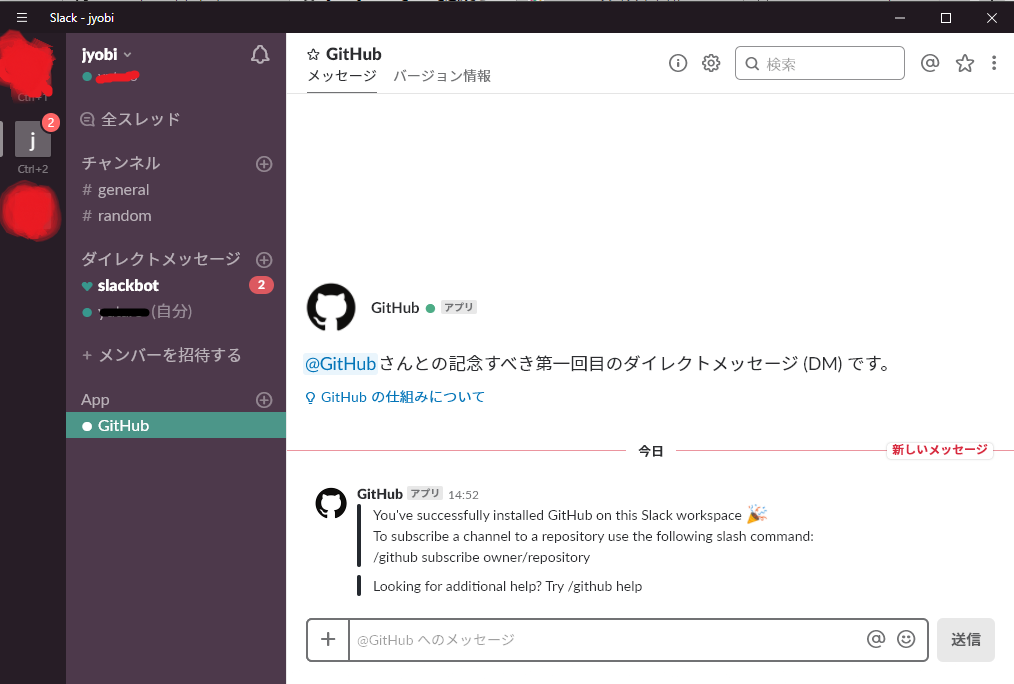 Slack - jyobi
Ctrl+1
2
j
Ctrl+2
jyobi
全スレッド
チャンネル
# general
# random
ダイレクトメッセージ
slackbot 2
(自分)
+ メンバーを招待する
App
GitHub
GitHub
メッセージ バージョン情報
検索
GitHub アプリ
@GitHubさんとの記念すべき第一回目のダイレクトメッセージ (DM) です。
GitHub の仕組みについて
今日
新しいメッセージ
GitHub アプリ 14:52
You've successfully installed GitHub on this Slack workspace 🎉
To subscribe a channel to a repository use the following slash command:
/github subscribe owner/repository
Looking for additional help? Try /github help
@GitHub へのメッセージ
送信